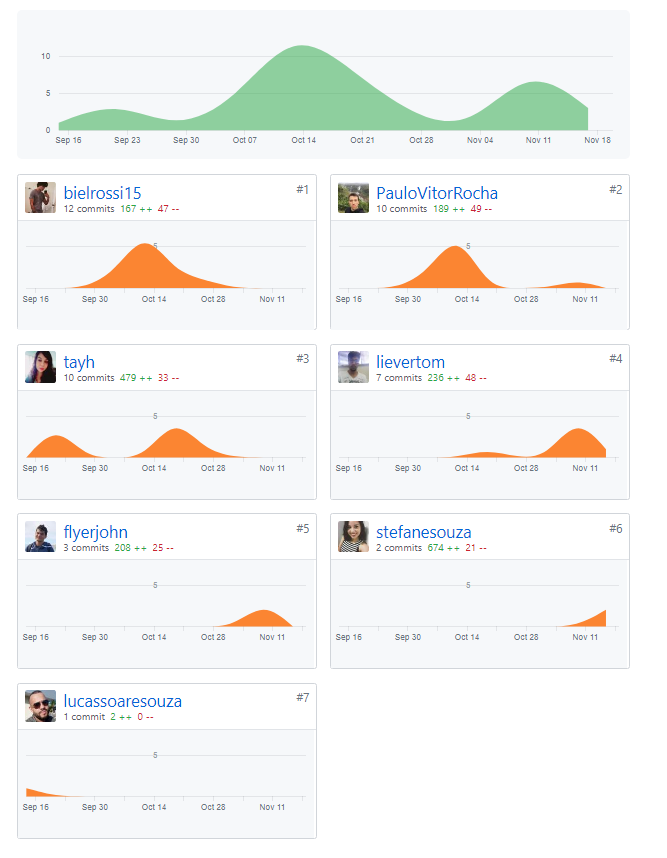 10
5
0
Sep 16 Sep 23 Sep 30 Oct 07 Oct 14 Oct 21 Oct 28 Nov 04 Nov 11 Nov 18
bielrossi15 #1
12 commits 167 ++ 47 --
5
Sep 16 Sep 30 Oct 14 Oct 28 Nov 11
PauloVitorRocha #2
10 commits 189 ++ 49 --
5
Sep 16 Sep 30 Oct 14 Oct 28 Nov 11
tayh #3
10 commits 479 ++ 33 --
5
Sep 16 Sep 30 Oct 14 Oct 28 Nov 11
lievertom #4
7 commits 236 ++ 48 --
5
Sep 16 Sep 30 Oct 14 Oct 28 Nov 11
flyerjohn #5
3 commits 208 ++ 25 --
5
Sep 16 Sep 30 Oct 14 Oct 28 Nov 11
stefanesouza #6
2 commits 674 ++ 21 --
5
Sep 16 Sep 30 Oct 14 Oct 28 Nov 11
lucassoaresouza #7
1 commit 2 ++ 0 --
5
Sep 16 Sep 30 Oct 14 Oct 28 Nov 11